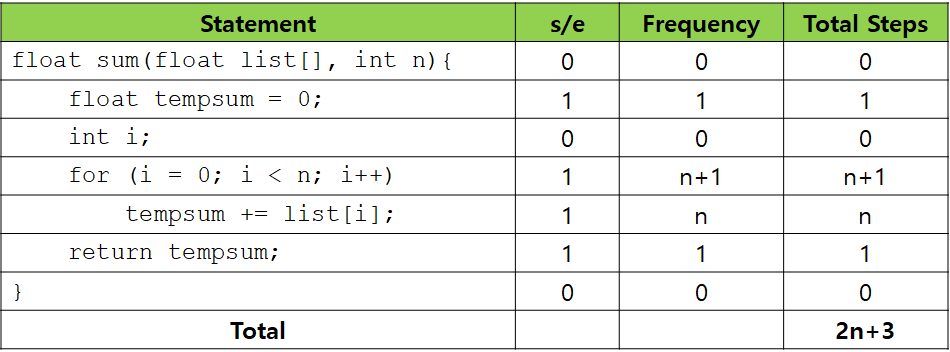 Statement s/e Frequency Total Steps
float sum(float list[], int n){ 0 0 0
float tempsum = 0; 1 1 1
int i; 0 0 0
for (i = 0; i < n; i++) 1 n+1 n+1
tempsum += list[i]; 1 n n
return tempsum; 1 1 1
} 0 0 0
Total 2n+3